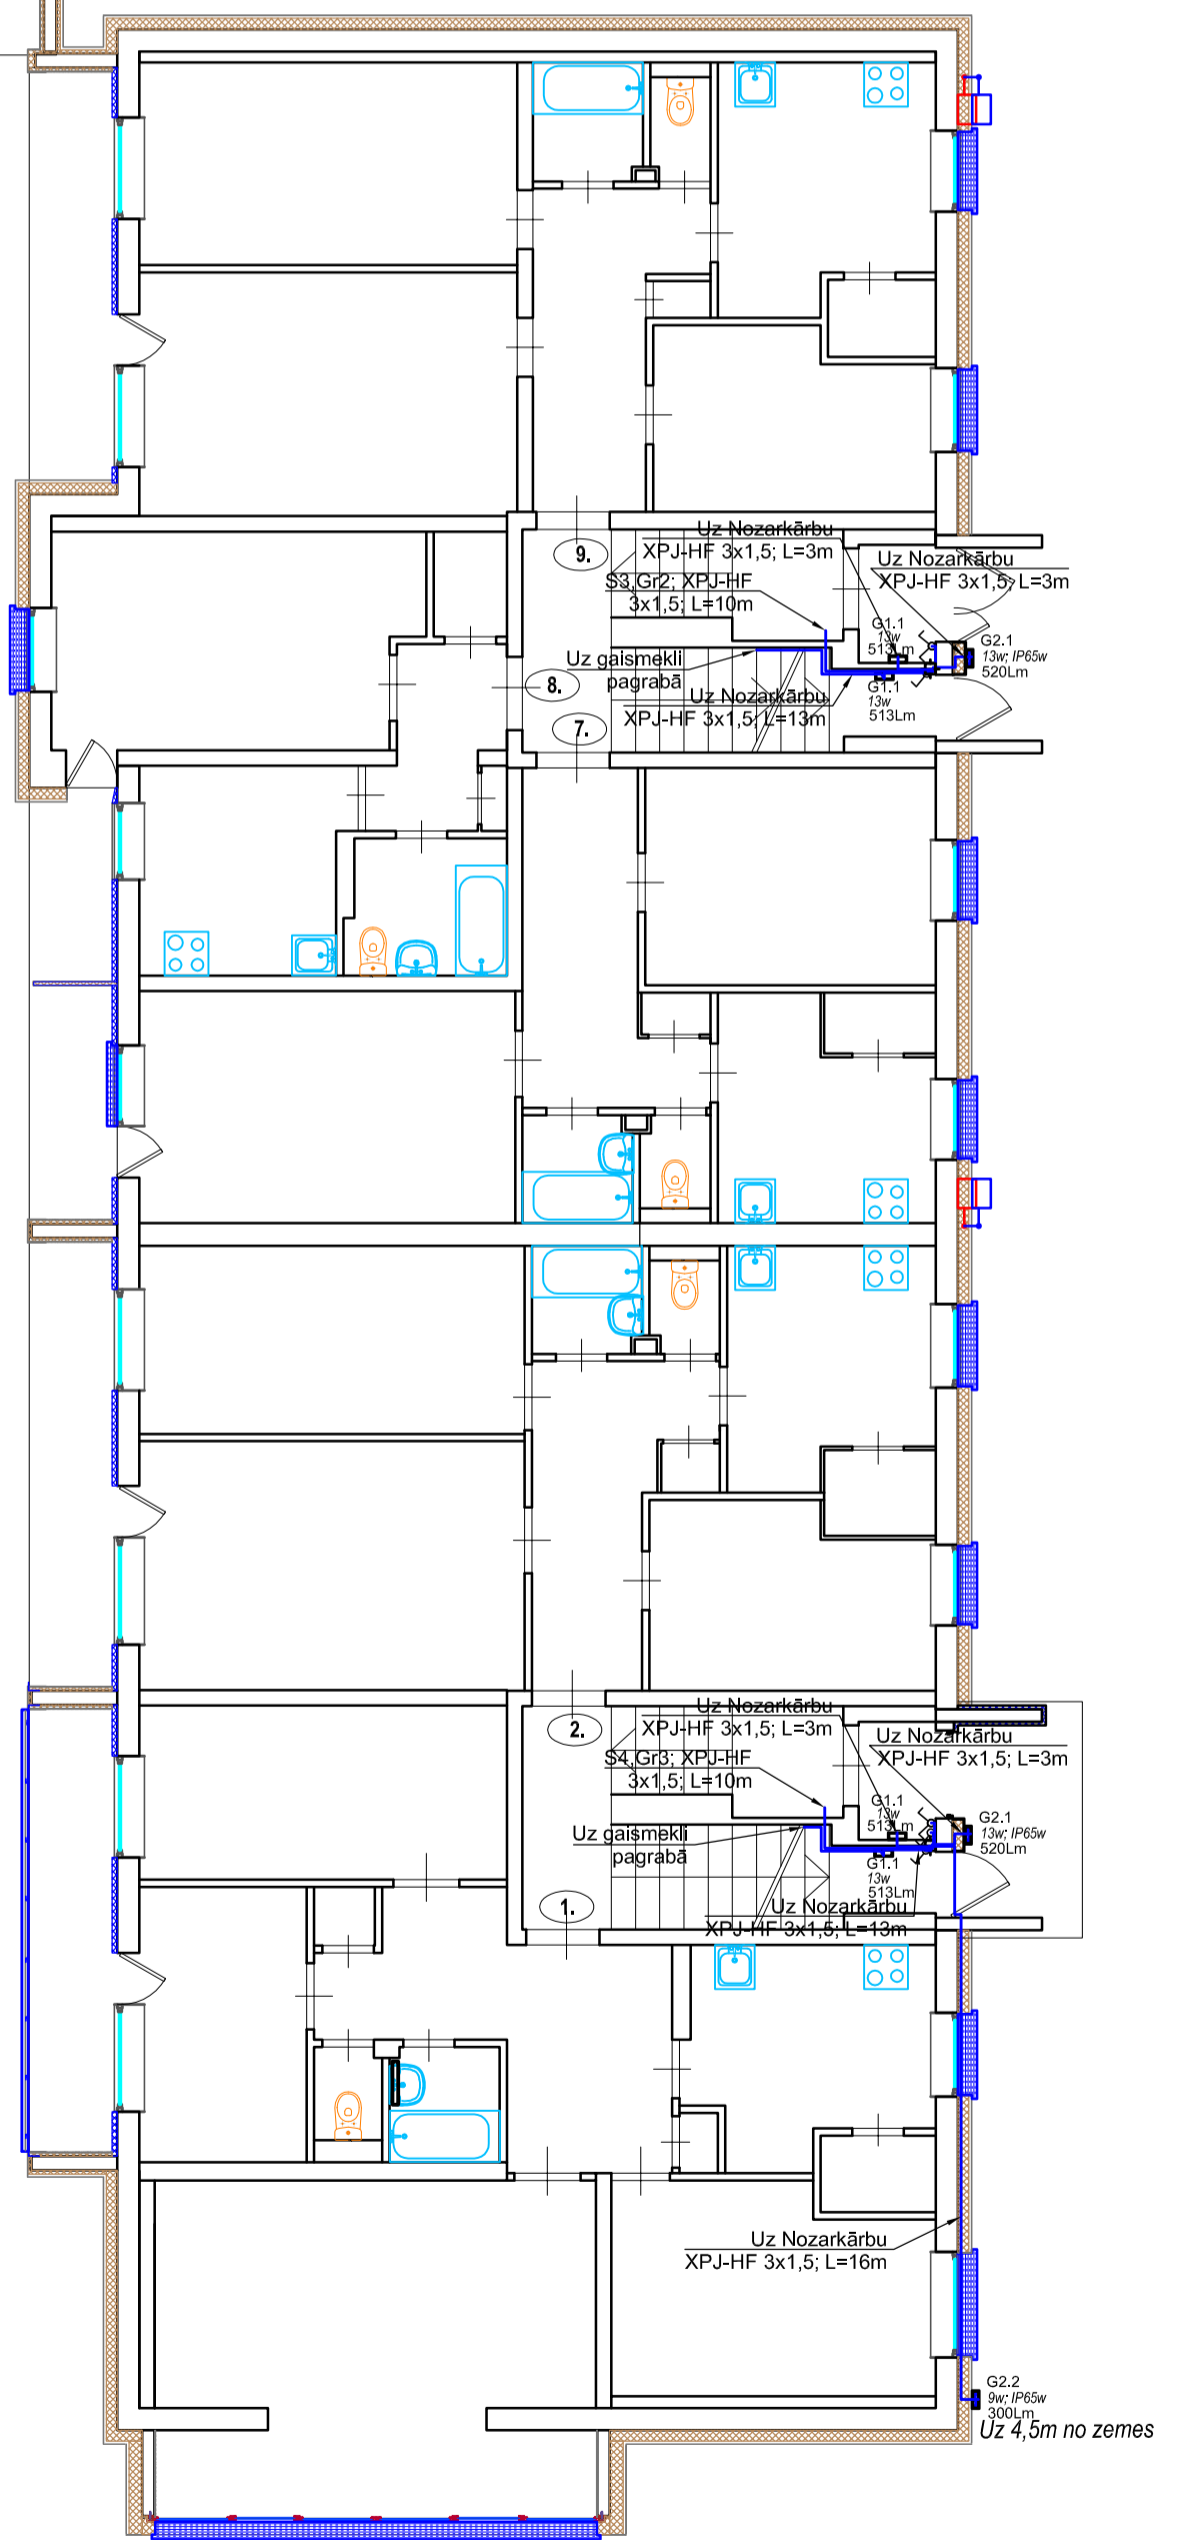 9.
Uz Nozarkārbu
XPJ-HF 3x1,5; L=3m
S3,Gr2; XPJ-HF
3x1,5; L=10m
Uz Nozarkārbu
XPJ-HF 3x1,5; L=3m
G1.1
13w
513Lm
G2.1
13w; IP65w
520Lm
Uz gaismekli
pagrabā
8.
G1.1
13w
513Lm
Uz Nozarkārbu
XPJ-HF 3x1,5; L=13m
7.
2.
Uz Nozarkārbu
XPJ-HF 3x1,5; L=3m
S4,Gr3; XPJ-HF
3x1,5; L=10m
Uz Nozarkārbu
XPJ-HF 3x1,5; L=3m
G1.1
13w
513Lm
G2.1
13w; IP65w
520Lm
Uz gaismekli
pagrabā
G1.1
13w
513Lm
1.
Uz Nozarkārbu
XPJ-HF 3x1,5; L=13m
Uz Nozarkārbu
XPJ-HF 3x1,5; L=16m
G2.2
9w; IP65w
300Lm
Uz 4,5m no zemes